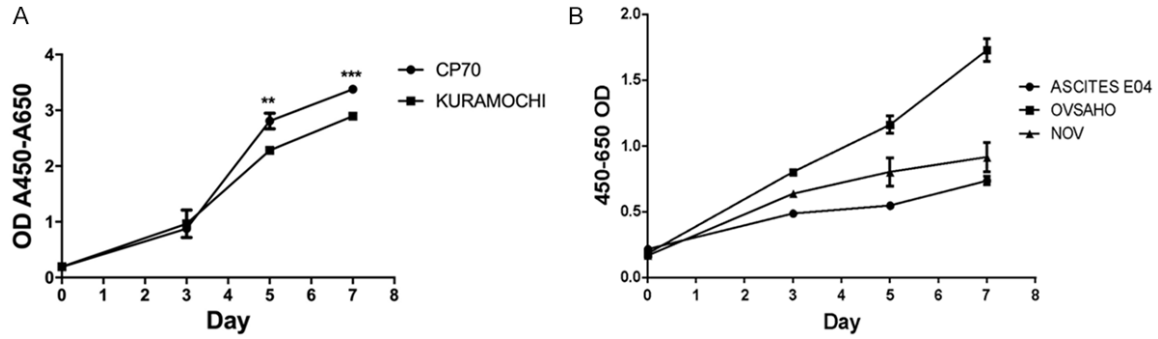 A
OD A450-A650
4
3
2
1
0
0 1 2 3 4 5 6 7 8
Day
**
***
CP70
KURAMOCHI
B
450-650 OD
2.0
1.5
1.0
0.5
0.0
0 1 2 3 4 5 6 7 8
Day
ASCITES E04
OVSAHO
NOV